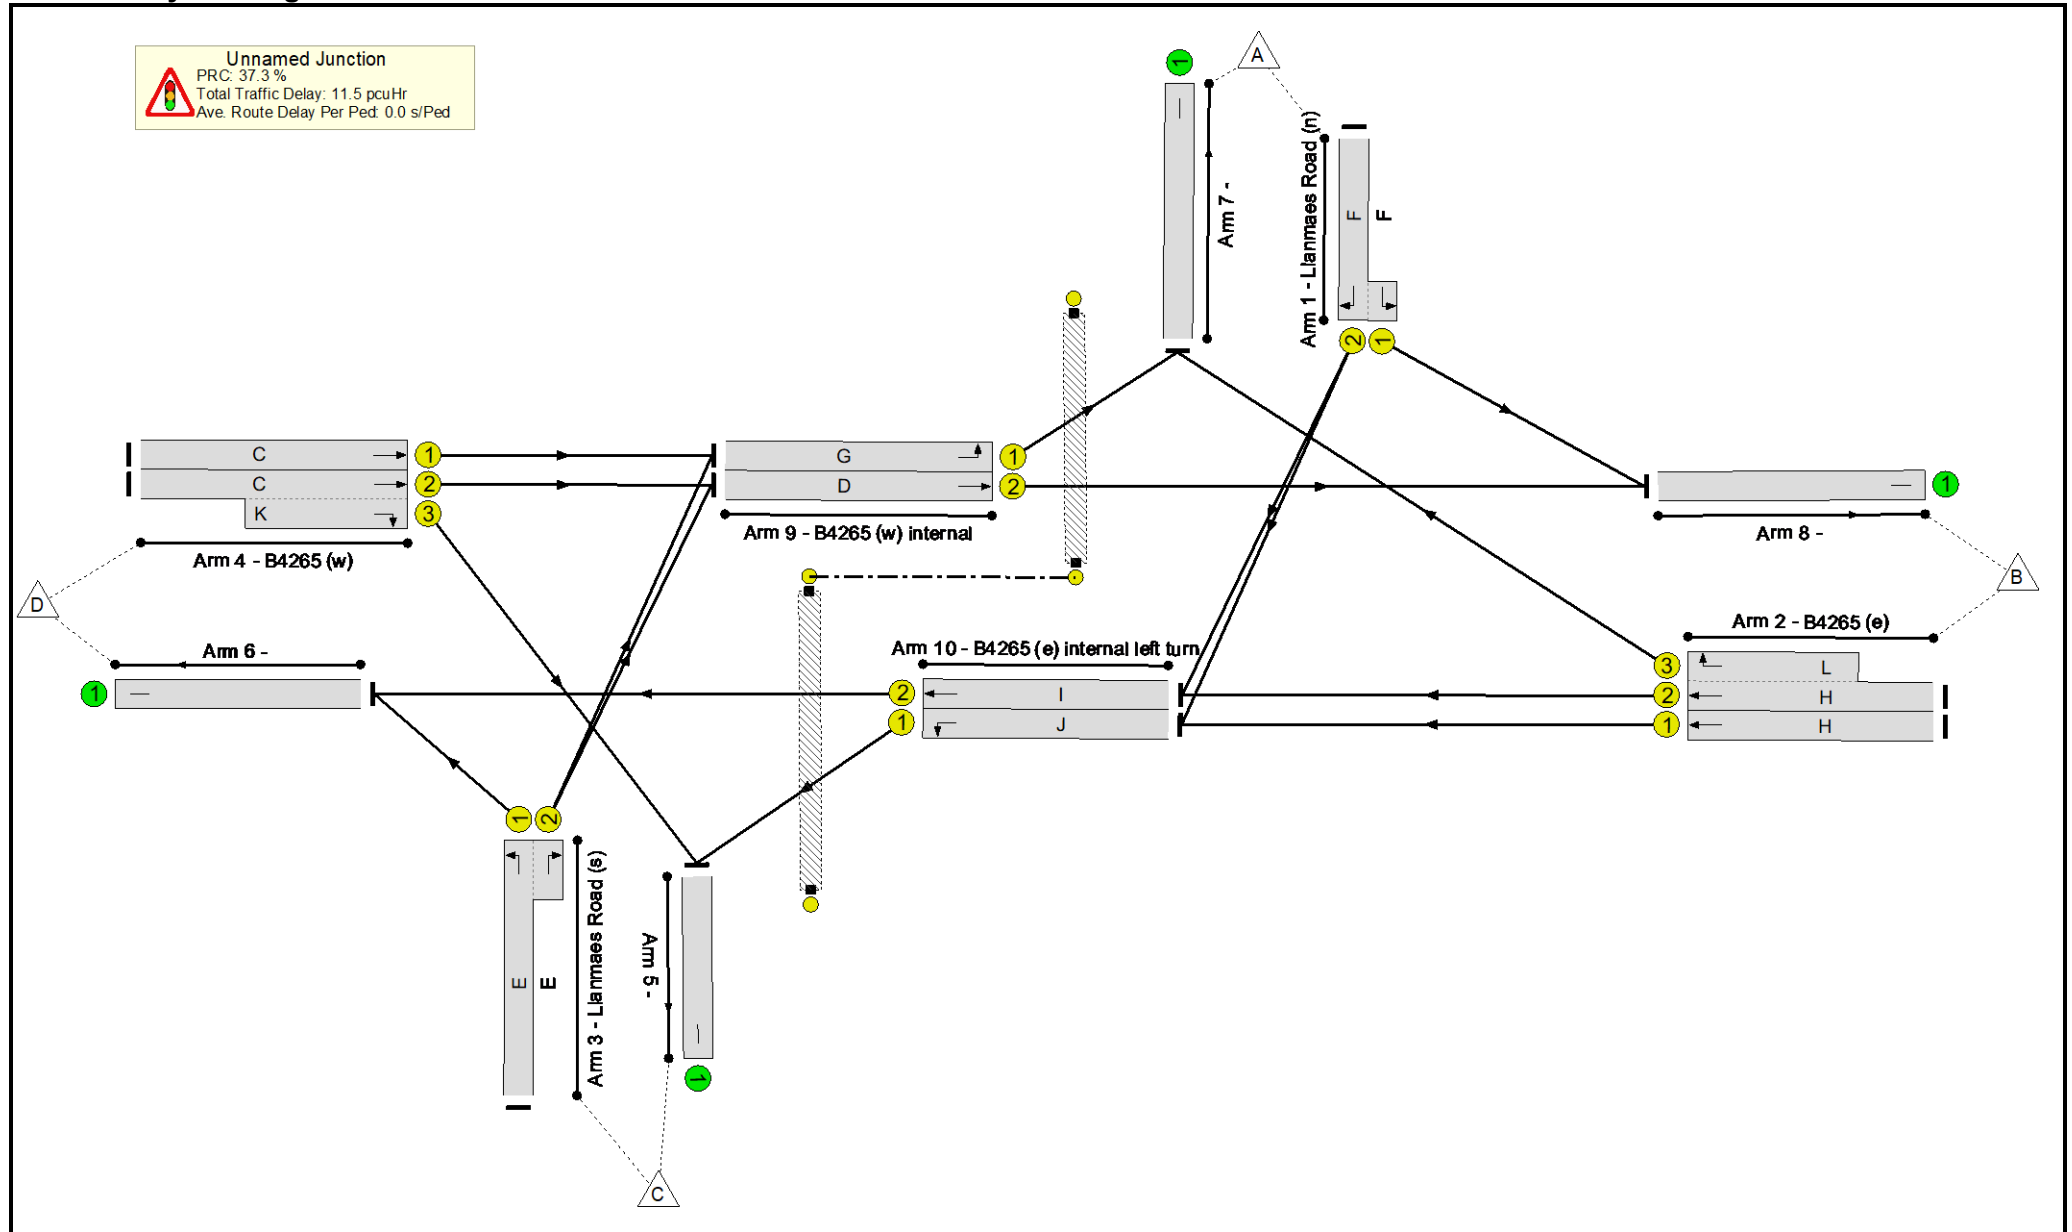 Unnamed Junction
PRC: 37.3 %
Total Traffic Delay: 11.5 pcuHr
Ave. Route Delay Per Ped: 0.0 s/Ped
1
A
Arm 7 -
Arm 1 - Llanmaes Road (n)
F
F
2
1
C
1
C
2
K
3
Arm 4 - B4265 (w)
G
1
D
2
Arm 9 - B4265 (w) internal
1
Arm 8 -
D
B
Arm 6 -
1
Arm 10 - B4265 (e) internal left turn
2
I
1
J
Arm 2 - B4265 (e)
3
L
2
H
1
H
1
2
E
E
Arm 3 - Llanmaes Road (s)
Arm 5 -
1
C